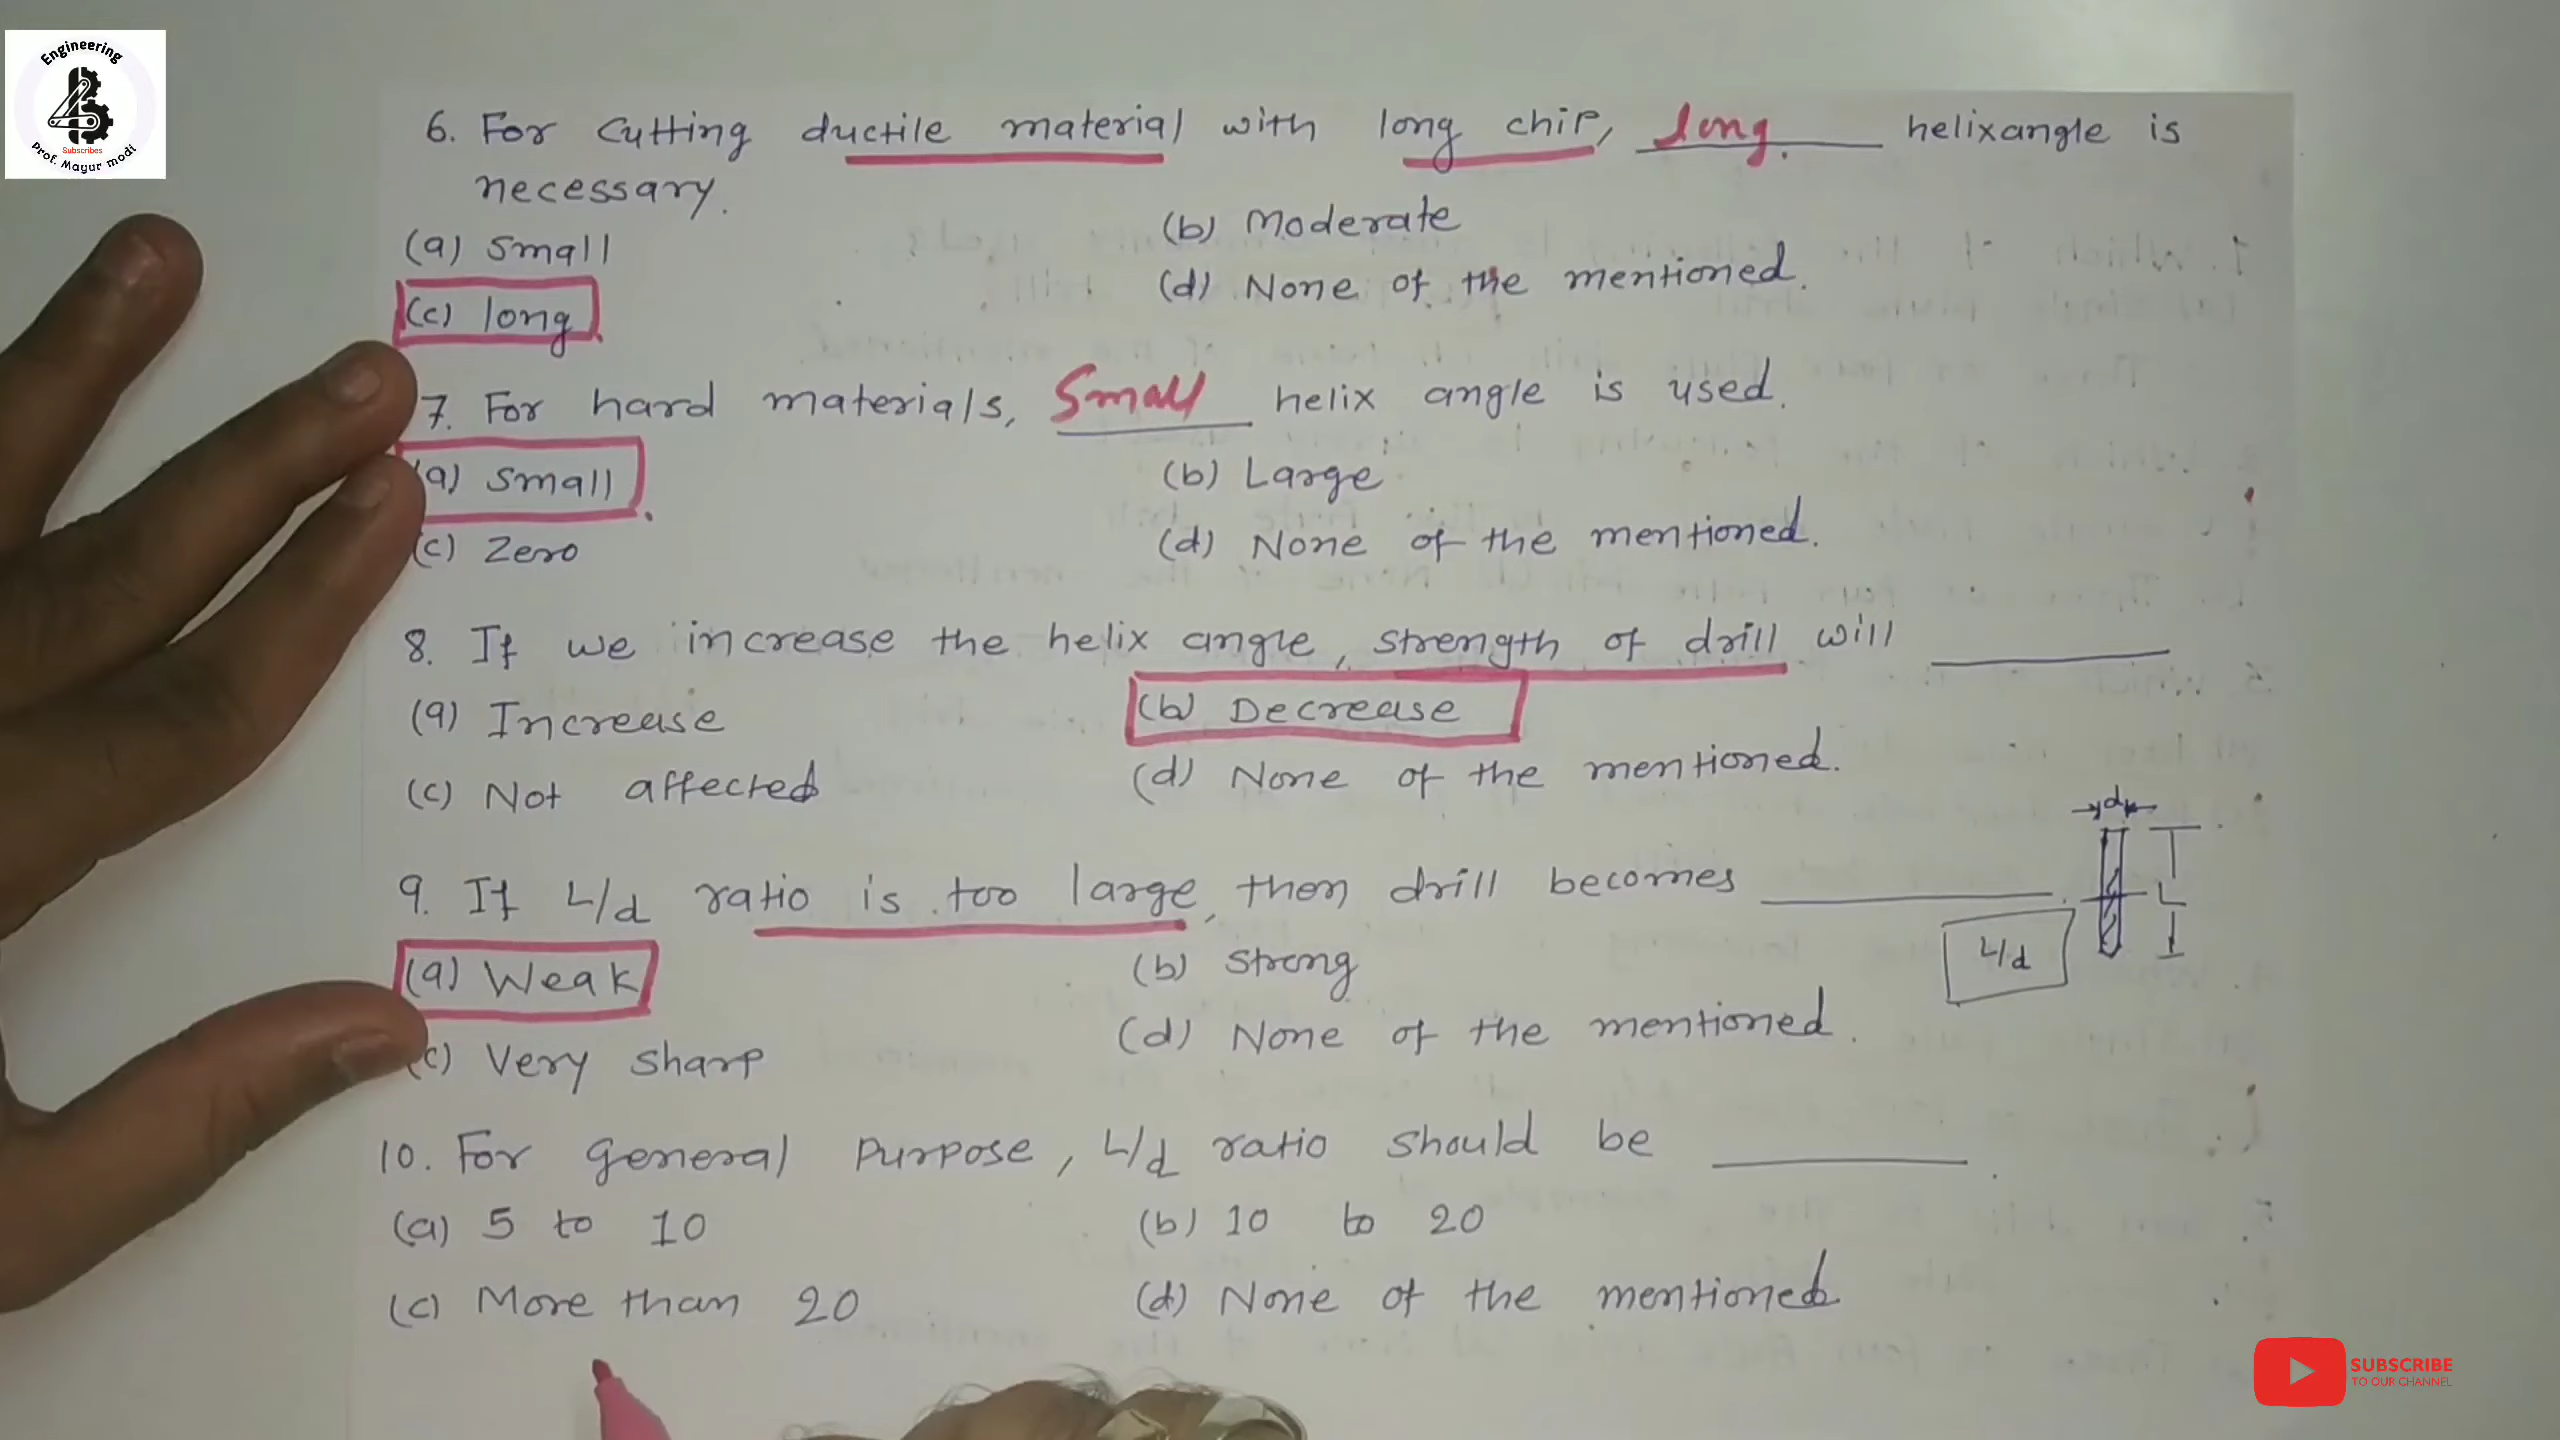 Engineering
Subscribes
Prof. Mayur modi
6. For cutting ductile material with long chip, long. helixangle is
necessary.
(a) small
(b) Moderate
(c) long
(d) None of the mentioned.
7. For hard materials, Small helix angle is used.
(a) small
(b) Large
(c) Zero
(d) None of the mentioned.
8. If we increase the helix angle, strength of drill will
(a) Increase
(b) Decrease
(c) Not affected
(d) None of the mentioned.
9. If L/d ratio is too large, then drill becomes
d
L
L/d
(a) Weak
(b) Strong
(c) Very sharp
(d) None of the mentioned.
10. For general Purpose, L/d ratio should be
(a) 5 to 10
(b) 10 to 20
(c) More than 20
(d) None of the mentioned
SUBSCRIBE
TO OUR CHANNEL